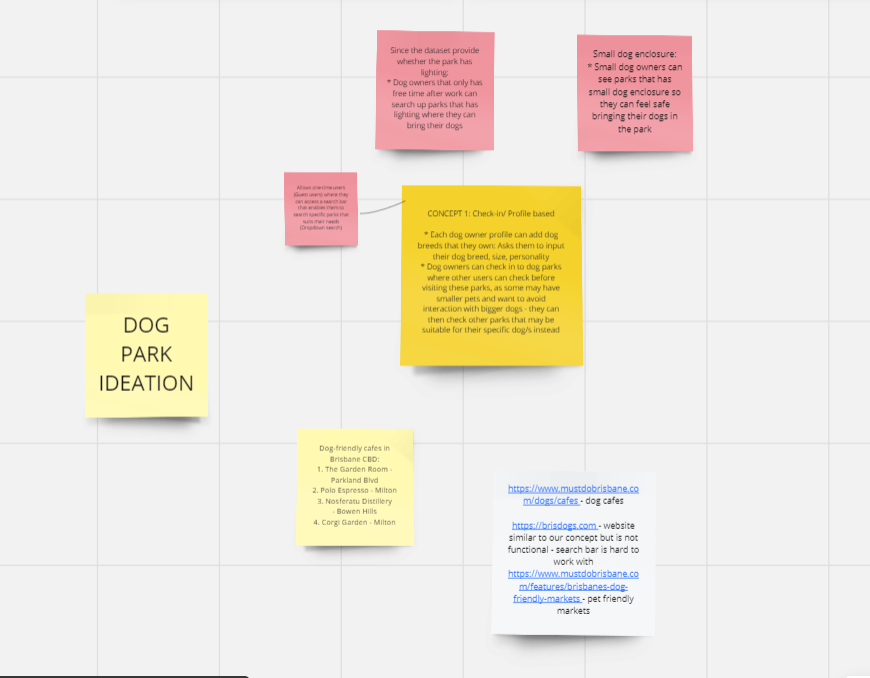 Since the dataset provide
whether the park has
lighting:
* Dog owners that only has
free time after work can
search up parks that has
lighting where they can
bring their dogs
Small dog enclosure:
* Small dog owners can
see parks that has
small dog enclosure so
they can feel safe
bringing their dogs in
the park
Allows one-time users
(Guest users) where they
can access a search bar
that enables them to
search specific parks that
suits their needs
(Dropdown search)
CONCEPT 1: Check-in/ Profile based
* Each dog owner profile can add dog
breeds that they own: Asks them to input
their dog breed, size, personality
* Dog owners can check in to dog parks
where other users can check before
visiting these parks, as some may have
smaller pets and want to avoid
interaction with bigger dogs - they can
then check other parks that may be
suitable for their specific dog/s instead
DOG
PARK
IDEATION
Dog-friendly cafes in
Brisbane CBD:
1. The Garden Room -
Parkland Blvd
2. Polo Espresso - Milton
3. Nosferatu Distillery
- Bowen Hills
4. Corgi Garden - Milton
https://www.mustdobrisbane.co
m/dogs/cafes - dog cafes
https://brisdogs.com - website
similar to our concept but is not
functional - search bar is hard to
work with
https://www.mustdobrisbane.co
m/features/brisbanes-dog-
friendly-markets - pet friendly
markets